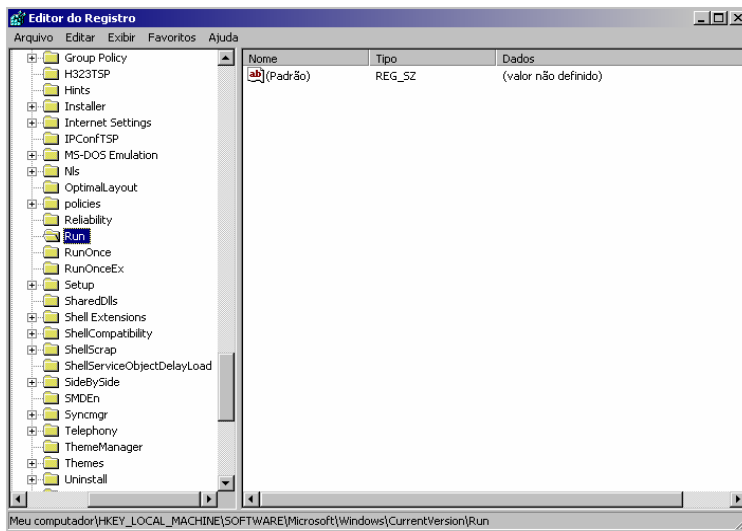 Editor do Registro
Arquivo Editar Exibir Favoritos Ajuda
Group Policy
H323TSP
Hints
Installer
Internet Settings
IPConfTSP
MS-DOS Emulation
Nls
OptimalLayout
policies
Reliability
Run
RunOnce
RunOnceEx
Setup
SharedDlls
Shell Extensions
ShellCompatibility
ShellScrap
ShellServiceObjectDelayLoad
SideBySide
SMDEn
Syncmgr
Telephony
ThemeManager
Themes
Uninstall
Nome Tipo Dados
ab (Padrão) REG_SZ (valor não definido)
Meu computador\HKEY_LOCAL_MACHINE\SOFTWARE\Microsoft\Windows\CurrentVersion\Run